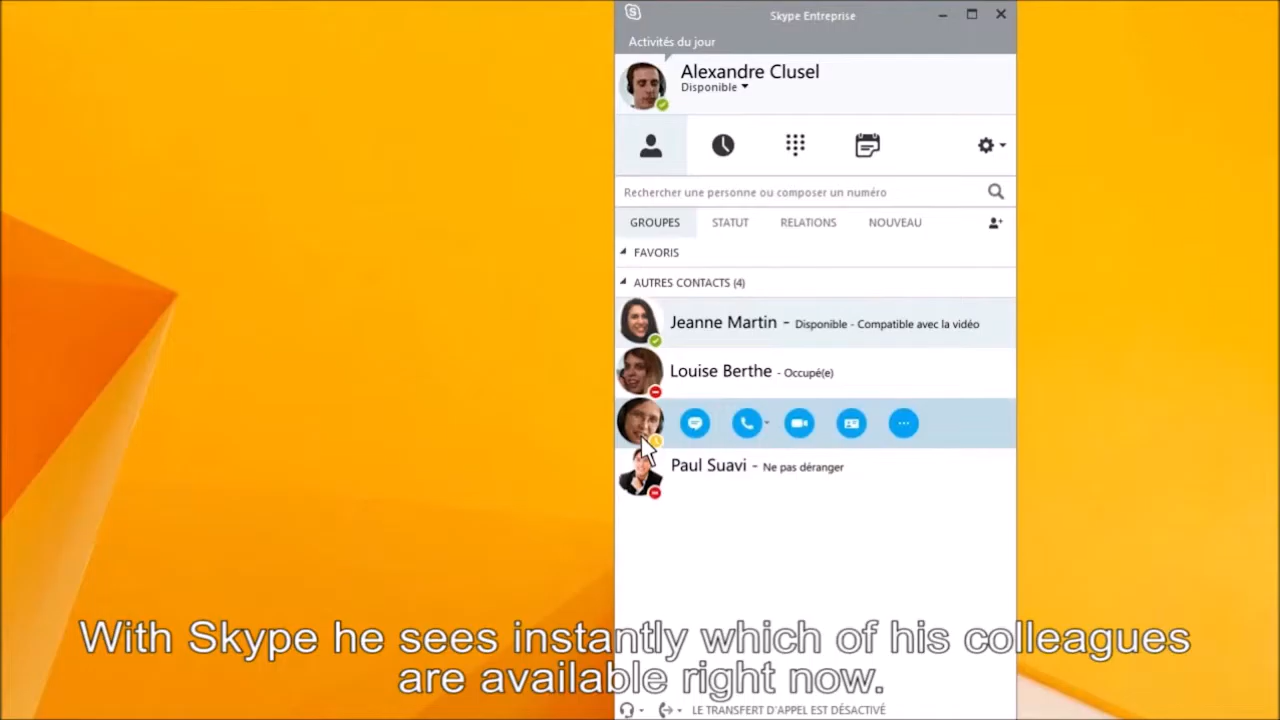 Skype Entreprise
Activités du jour
Alexandre Clusel
Disponible
Rechercher une personne ou composer un numéro
GROUPES STATUT RELATIONS NOUVEAU
FAVORIS
AUTRES CONTACTS (4)
Jeanne Martin - Disponible - Compatible avec la vidéo
Louise Berthe - Occupé(e)
Paul Suavi - Ne pas déranger
With Skype he sees instantly which of his colleagues
are available right now.
LE TRANSFERT D'APPEL EST DÉSACTIVÉ